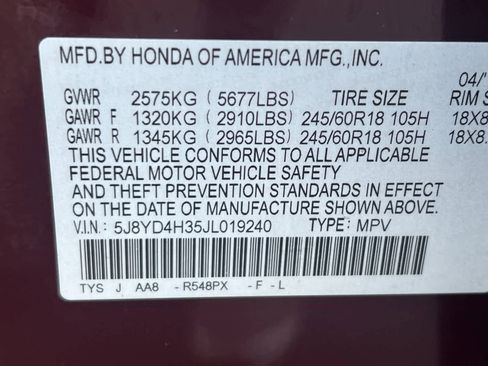 MFD.BY HONDA OF AMERICA MFG.,INC.
04/'
GVWR 2575KG (5677LBS) TIRE SIZE RIM S
GAWR F 1320KG (2910LBS) 245/60R18 105H 18X8
GAWR R 1345KG (2965LBS) 245/60R18 105H 18X8.
THIS VEHICLE CONFORMS TO ALL APPLICABLE
FEDERAL MOTOR VEHICLE SAFETY
AND THEFT PREVENTION STANDARDS IN EFFECT
ON THE DATE OF MANUFACTURE SHOWN ABOVE.
V.I.N.: 5J8YD4H35JL019240 TYPE: MPV
TYS J AA8 - R548PX - F - L